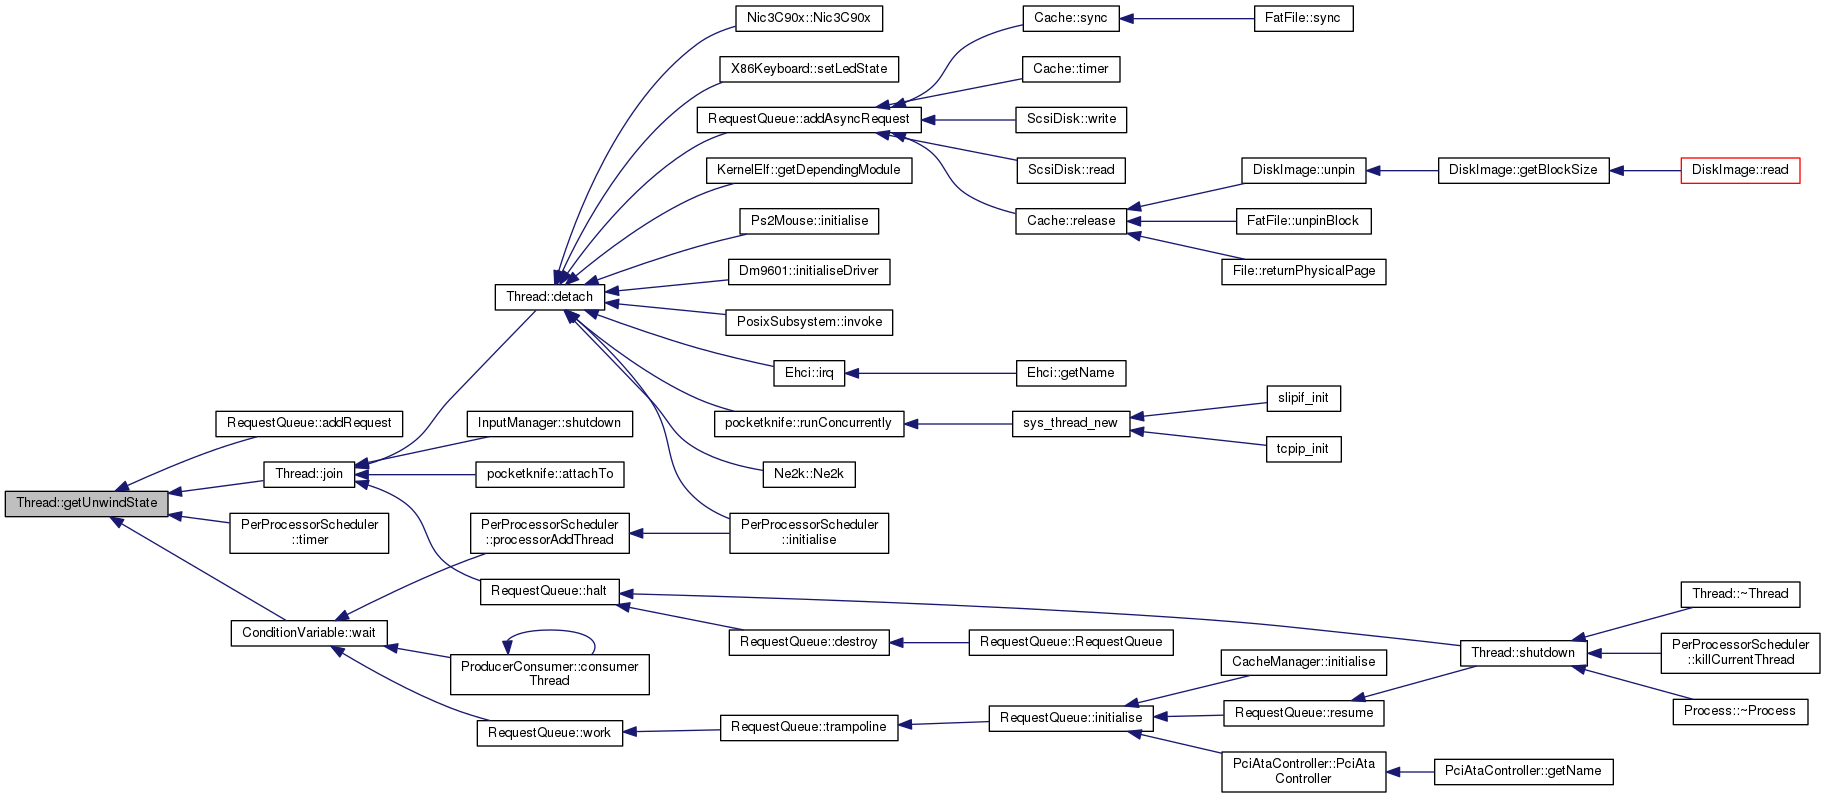 Thread::getUnwindState
RequestQueue::addRequest
Thread::join
PerProcessorScheduler
::timer
ConditionVariable::wait
Thread::detach
InputManager::shutdown
pocketknife::attachTo
PerProcessorScheduler
::processorAddThread
RequestQueue::halt
ProducerConsumer::consumer
Thread
RequestQueue::work
Nic3C90x::Nic3C90x
X86Keyboard::setLedState
RequestQueue::addAsyncRequest
KernelElf::getDependingModule
Ps2Mouse::initialise
Dm9601::initialiseDriver
PosixSubsystem::invoke
Ehci::irq
pocketknife::runConcurrently
Ne2k::Ne2k
PerProcessorScheduler
::initialise
RequestQueue::destroy
RequestQueue::trampoline
Cache::sync
Cache::timer
ScsiDisk::write
ScsiDisk::read
Cache::release
Ehci::getName
sys_thread_new
RequestQueue::RequestQueue
RequestQueue::initialise
FatFile::sync
DiskImage::unpin
FatFile::unpinBlock
File::returnPhysicalPage
slipif_init
tcpip_init
CacheManager::initialise
RequestQueue::resume
PciAtaController::PciAta
Controller
DiskImage::getBlockSize
Thread::shutdown
PciAtaController::getName
DiskImage::read
Thread::~Thread
PerProcessorScheduler
::killCurrentThread
Process::~Process